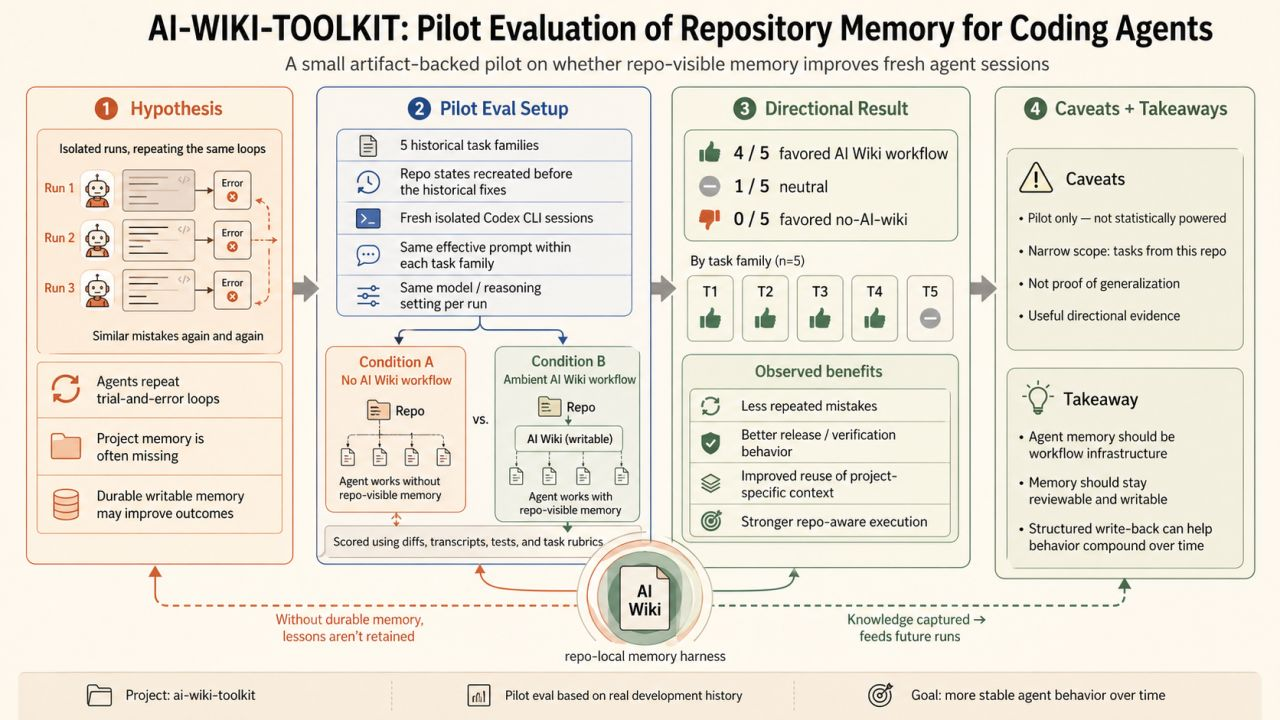 AI-WIKI-TOOLKIT: Pilot Evaluation of Repository Memory for Coding Agents
A small artifact-backed pilot on whether repo-visible memory improves fresh agent sessions
1 Hypothesis
Isolated runs, repeating the same loops
Run 1
</>
Error
Run 2
</>
Error
Run 3
</>
Error
Similar mistakes again and again
Agents repeat
trial-and-error loops
Project memory is
often missing
Durable writable memory
may improve outcomes
2 Pilot Eval Setup
5 historical task families
Repo states recreated before
the historical fixes
Fresh isolated Codex CLI sessions
Same effective prompt within
each task family
Same model / reasoning
setting per run
Condition A
No AI Wiki workflow
Repo
Agent works without
repo-visible memory
vs.
Condition B
Ambient AI Wiki workflow
Repo
AI Wiki (writable)
Agent works with
repo-visible memory
Scored using diffs, transcripts, tests, and task rubrics
3 Directional Result
4 / 5 favored AI Wiki workflow
1 / 5 neutral
0 / 5 favored no-AI-wiki
By task family (n=5)
T1 T2 T3 T4 T5
Observed benefits
Less repeated mistakes
Better release / verification
behavior
Improved reuse of project-
specific context
Stronger repo-aware execution
4 Caveats + Takeaways
Caveats
• Pilot only — not statistically powered
• Narrow scope: tasks from this repo
• Not proof of generalization
• Useful directional evidence
Takeaway
• Agent memory should be
workflow infrastructure
• Memory should stay
reviewable and writable
• Structured write-back can help
behavior compound over time
Without durable memory,
lessons aren't retained
AI
Wiki
repo-local memory harness
Knowledge captured →
feeds future runs
Project: ai-wiki-toolkit
Pilot eval based on real development history
Goal: more stable agent behavior over time